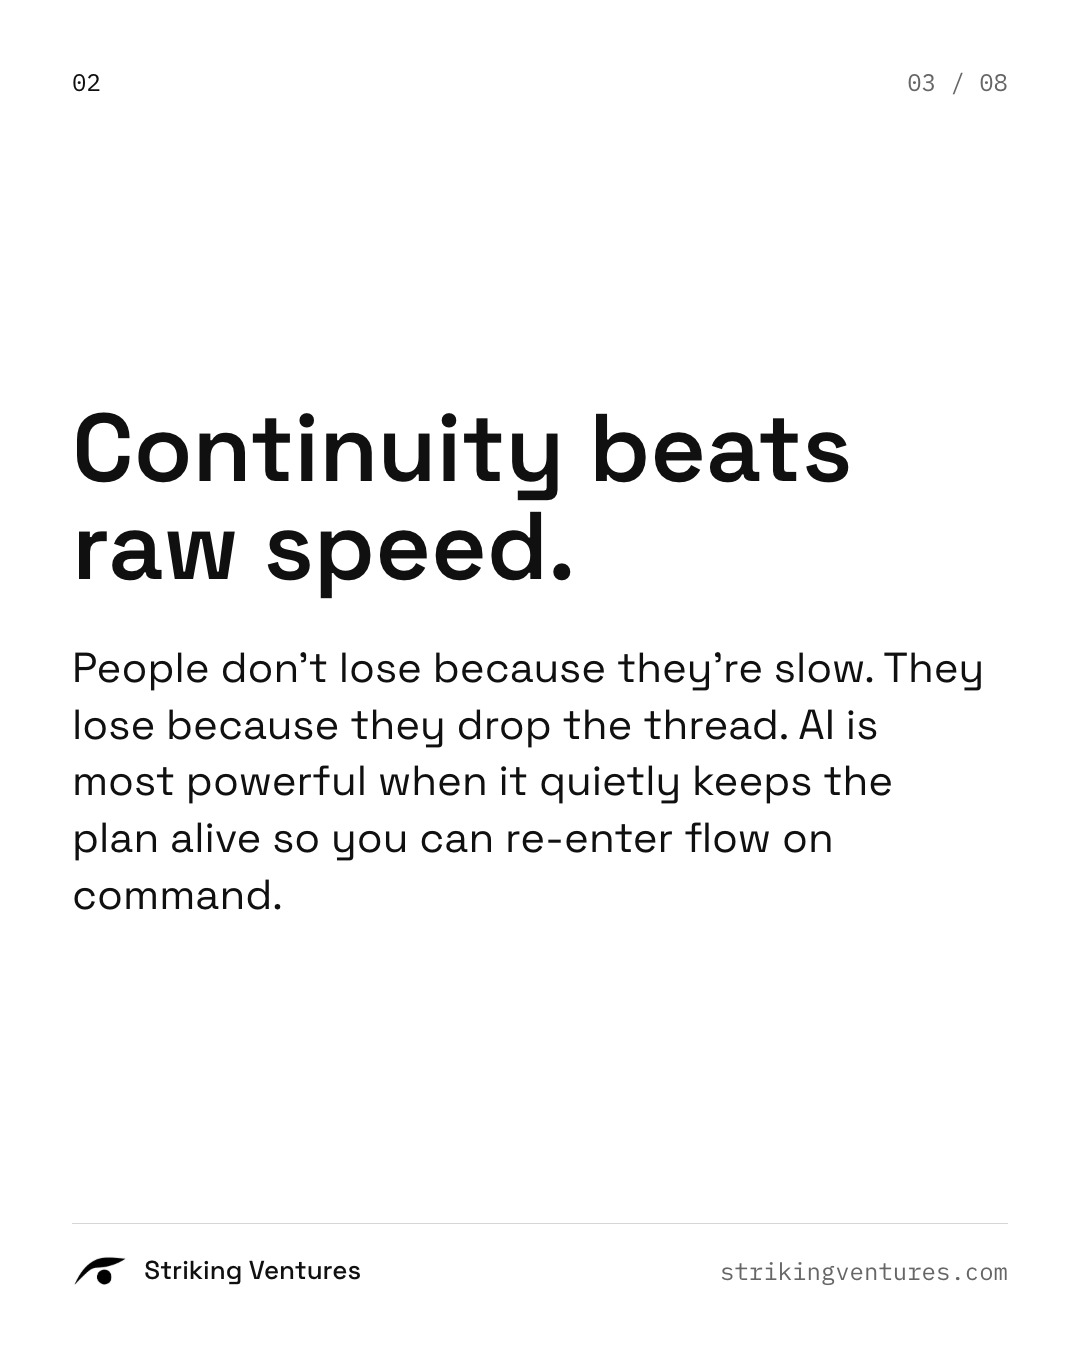 02
03 / 08
Continuity beats
raw speed.
People don’t lose because they’re slow. They
lose because they drop the thread. AI is
most powerful when it quietly keeps the
plan alive so you can re-enter flow on
command.
Striking Ventures
strikingventures.com